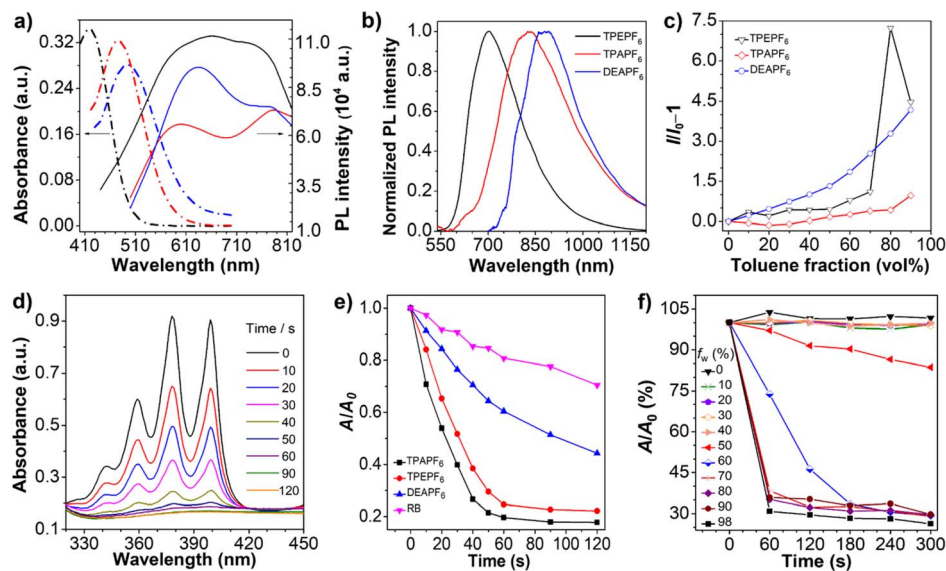 a)
Absorbance (a.u.)
0.32
0.24
0.16
0.08
0.00
410 510 610 700 810
Wavelength (nm)
11.0
8.5
6.0
3.5
1.0
PL intensity (10⁴ a.u.)
b)
Normalized PL intensity
1.0
0.8
0.6
0.4
0.2
0.0
550 700 850 1000 1150
Wavelength (nm)
TPEPF₆
TPAPF₆
DEAPF₆
c)
I/I₀–1
7.5
6.0
4.5
3.0
1.5
0.0
0 20 40 60 80 100
Toluene fraction (vol%)
TPEPF₆
TPAPF₆
DEAPF₆
d)
Absorbance (a.u.)
0.9
0.7
0.5
0.3
0.1
330 360 390 420 450
Wavelength (nm)
Time / s
0
10
20
30
40
50
60
90
120
e)
A/A₀
1.0
0.8
0.6
0.4
0.2
0 20 40 60 80 100 120
Time (s)
TPAPF₆
TPEPF₆
DEAPF₆
RB
f)
A/A₀ (%)
105
90
75
60
45
30
0 60 120 180 240 300
Time (s)
fw (%)
0
10
20
30
40
50
60
70
80
90
98